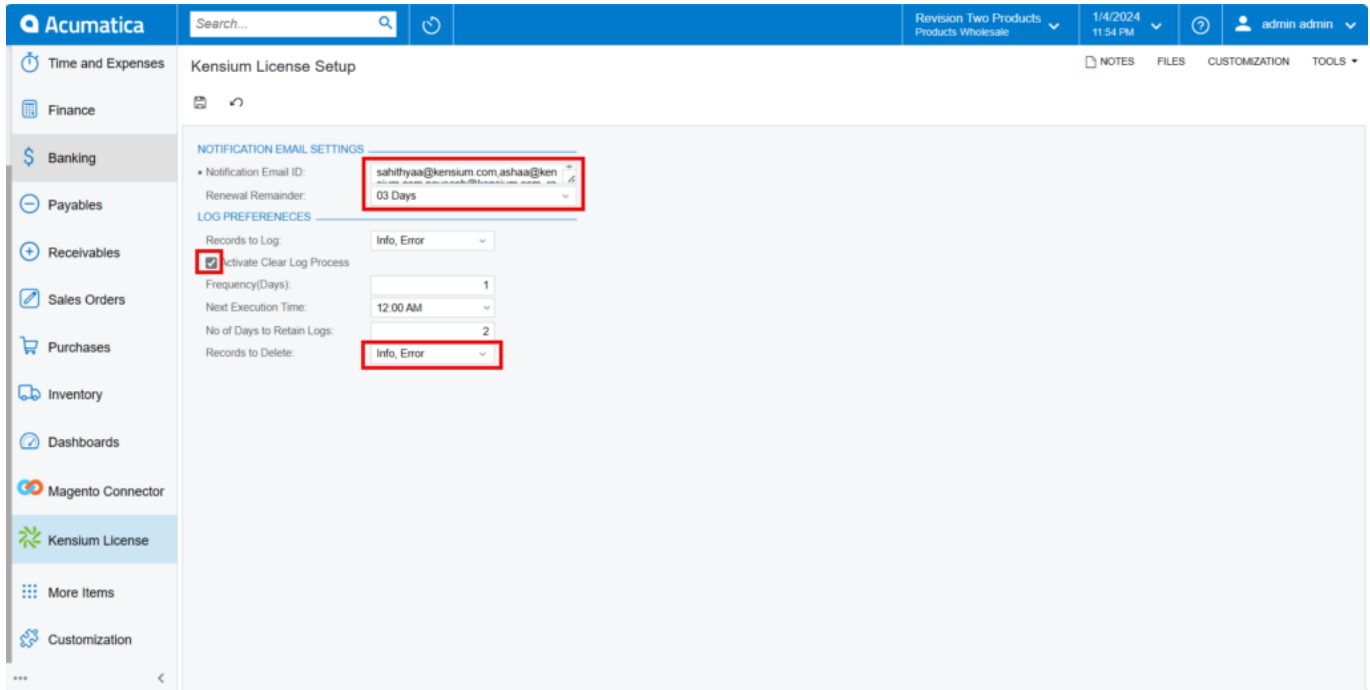 Acumatica
Search...
Revision Two Products
Products Wholesale
1/4/2024
11:54 PM
admin admin
Time and Expenses
Finance
Banking
Payables
Receivables
Sales Orders
Purchases
Inventory
Dashboards
Magento Connector
Kensium License
More Items
Customization
Kensium License Setup
NOTES FILES CUSTOMIZATION TOOLS
NOTIFICATION EMAIL SETTINGS
Notification Email ID: sahithyaa@kensium.com,ashaa@ken
Renewal Remainder: 03 Days
LOG PREFERENECES
Records to Log: Info, Error
Activate Clear Log Process
Frequency(Days): 1
Next Execution Time: 12:00 AM
No of Days to Retain Logs: 2
Records to Delete: Info, Error